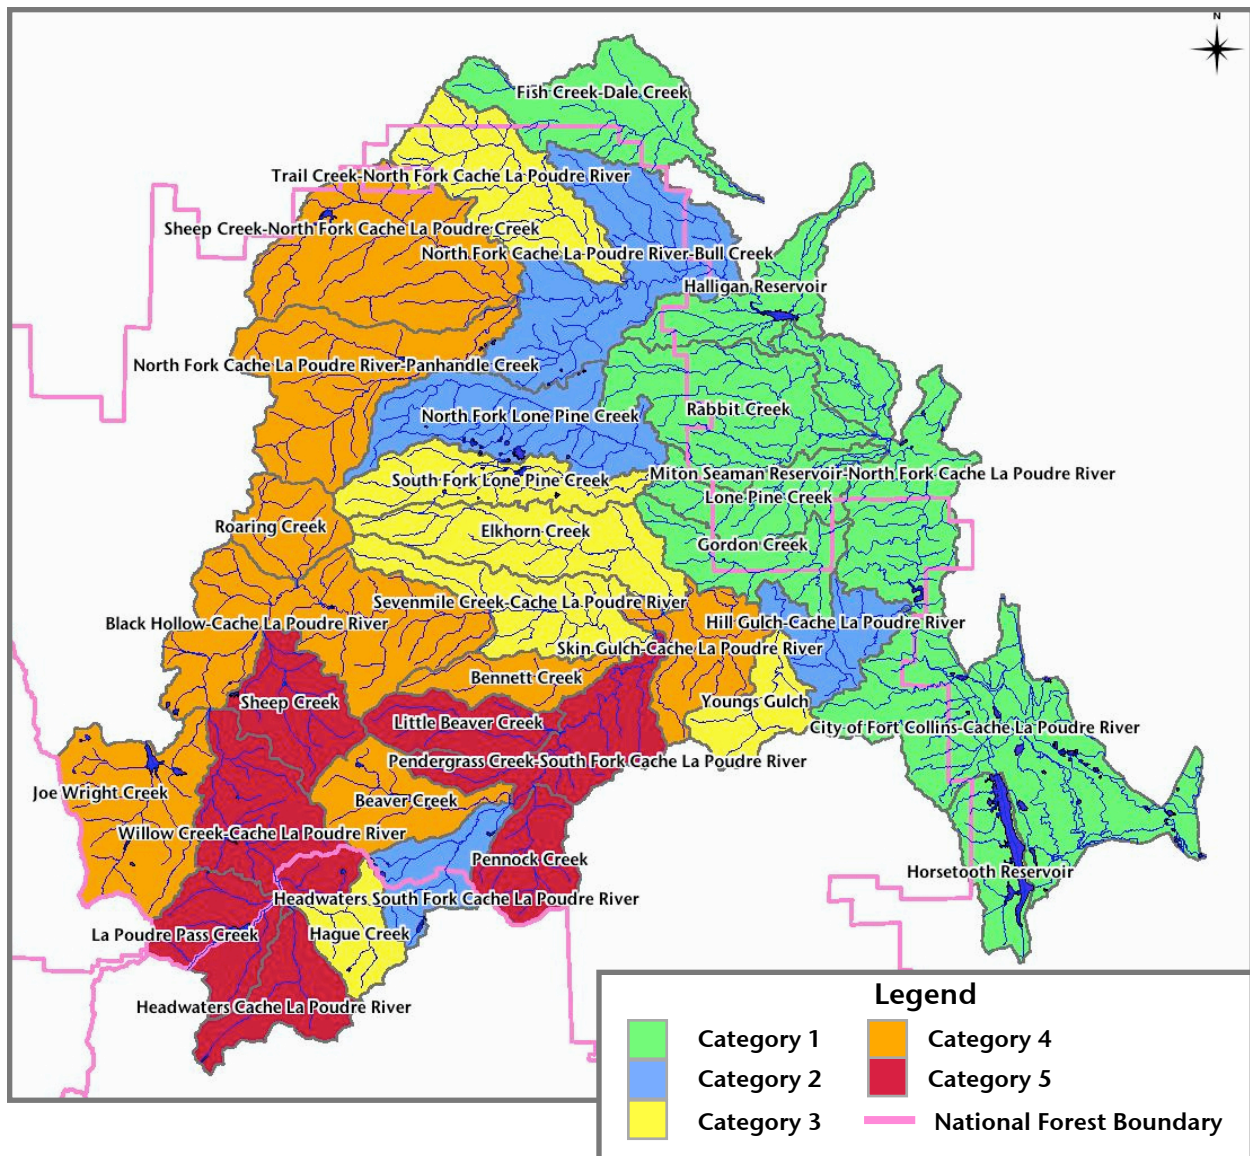 N
Fish Creek-Dale Creek
Trail Creek-North Fork Cache La Poudre River
Sheep Creek-North Fork Cache La Poudre Creek
North Fork Cache La Poudre River-Bull Creek
Halligan Reservoir
North Fork Cache La Poudre River-Panhandle Creek
North Fork Lone Pine Creek
Rabbit Creek
Miton Seaman Reservoir-North Fork Cache La Poudre River
South Fork Lone Pine Creek
Lone Pine Creek
Roaring Creek
Elkhorn Creek
Gordon Creek
Sevenmile Creek-Cache La Poudre River
Black Hollow-Cache La Poudre River
Hill Gulch-Cache La Poudre River
Skin Gulch-Cache La Poudre River
Bennett Creek
Sheep Creek
Youngs Gulch
Little Beaver Creek
City of Fort Collins-Cache La Poudre River
Pendergrass Creek-South Fork Cache La Poudre River
Joe Wright Creek
Beaver Creek
Willow Creek-Cache La Poudre River
Pennock Creek
Horsetooth Reservoir
Headwaters South Fork Cache La Poudre River
La Poudre Pass Creek
Hague Creek
Headwaters Cache La Poudre River
Legend
Category 1
Category 4
Category 2
Category 5
Category 3
National Forest Boundary